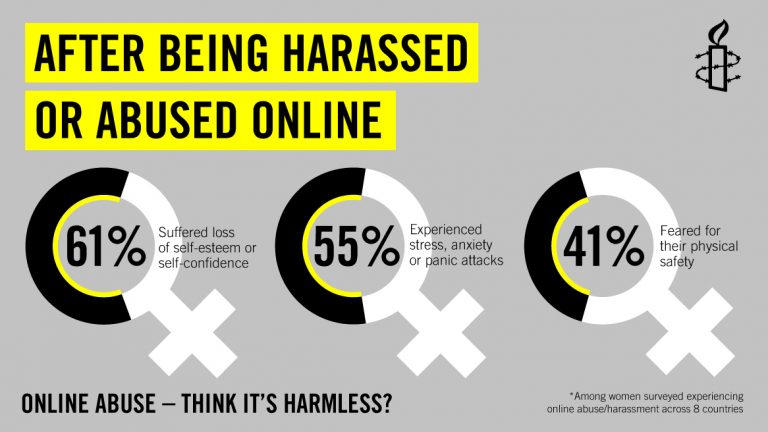 AFTER BEING HARASSED
OR ABUSED ONLINE
61%
Suffered loss
of self-esteem or
self-confidence
55%
Experienced
stress, anxiety
or panic attacks
41%
Feared for
their physical
safety
ONLINE ABUSE – THINK IT'S HARMLESS?
*Among women surveyed experiencing
online abuse/harassment across 8 countries